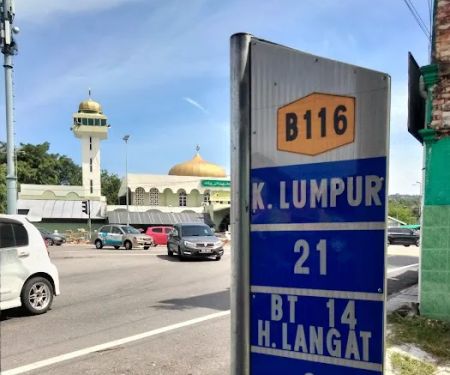 B116
K. LUMPUR
21
BT 14
H. LANGAT